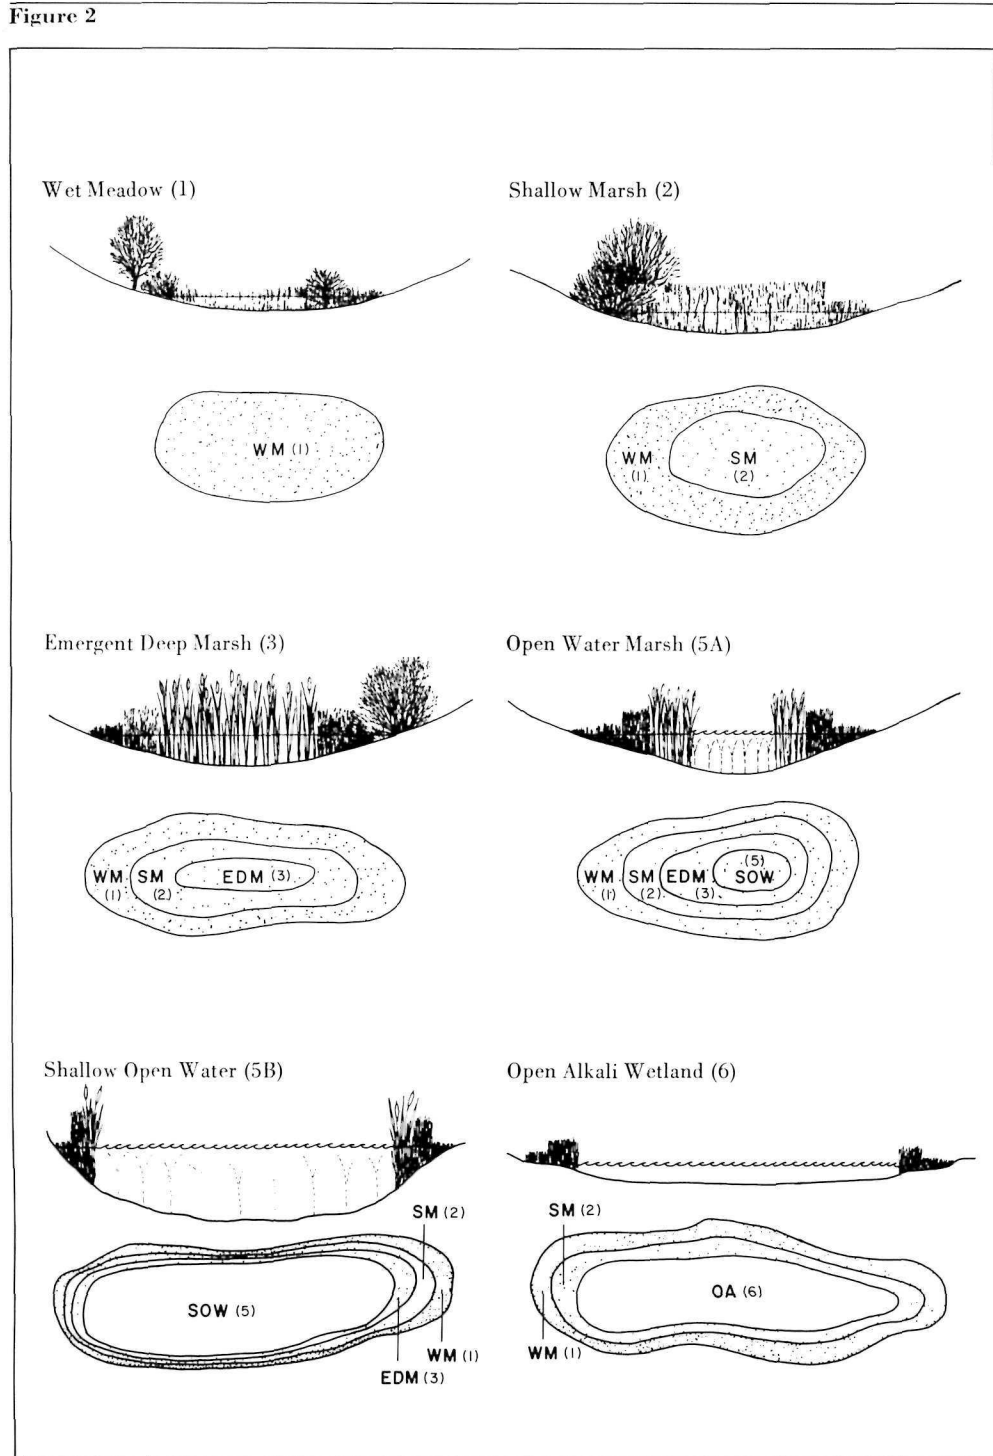 Figure 2
Wet Meadow (1)
Shallow Marsh (2)
WM (1)
WM
(1)
SM
(2)
Emergent Deep Marsh (3)
Open Water Marsh (5A)
WM
(1)
SM
(2)
EDM (3)
WM
(1)
SM
(2)
EDM
(3)
(5)
SOW
Shallow Open Water (5B)
Open Alkali Wetland (6)
SM (2)
SOW (5)
WM (1)
EDM (3)
SM (2)
OA (6)
WM (1)